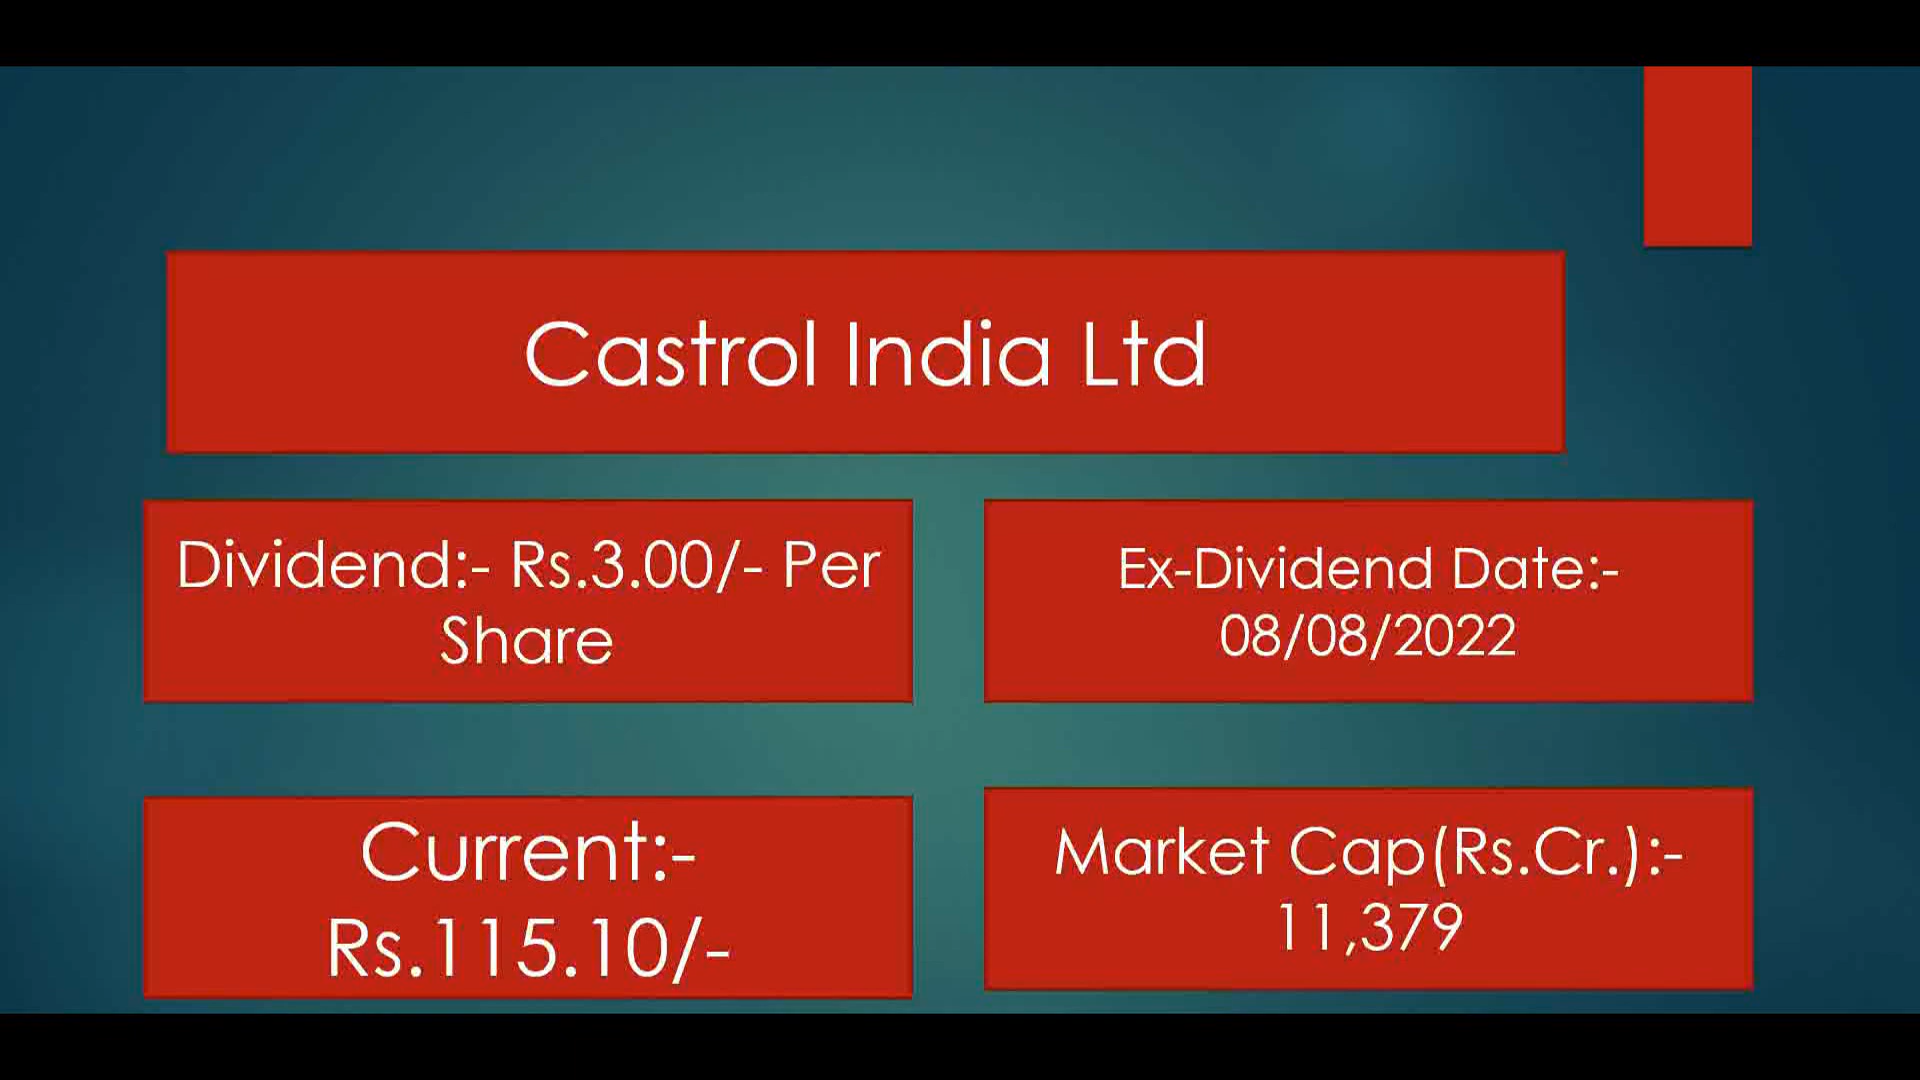 Castrol India Ltd
Dividend:- Rs.3.00/- Per
Share
Ex-Dividend Date:-
08/08/2022
Current:-
Rs.115.10/-
Market Cap(Rs.Cr.):-
11,379